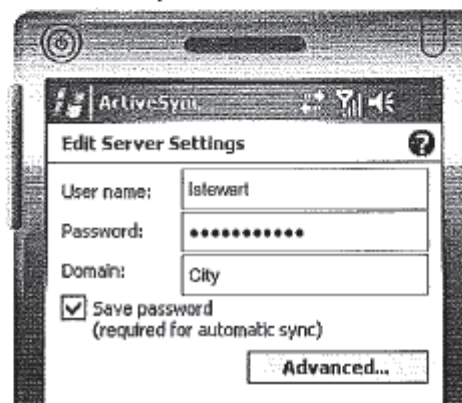 ActiveSync
Edit Server Settings
User name: lstewart
Password: •••••••••••
Domain: City
Save password
(required for automatic sync)
Advanced...